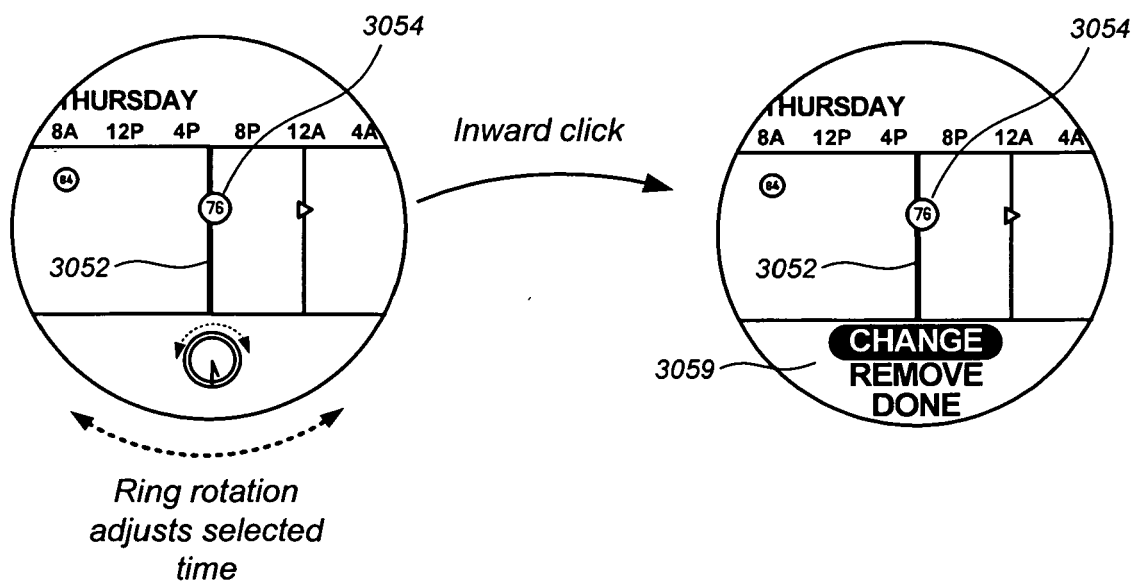 3054
THURSDAY
8A 12P 4P 8P 12A 4A
84
76
3052
Ring rotation
adjusts selected
time
Inward click
3054
THURSDAY
8A 12P 4P 8P 12A 4A
84
76
3052
3059
CHANGE
REMOVE
DONE